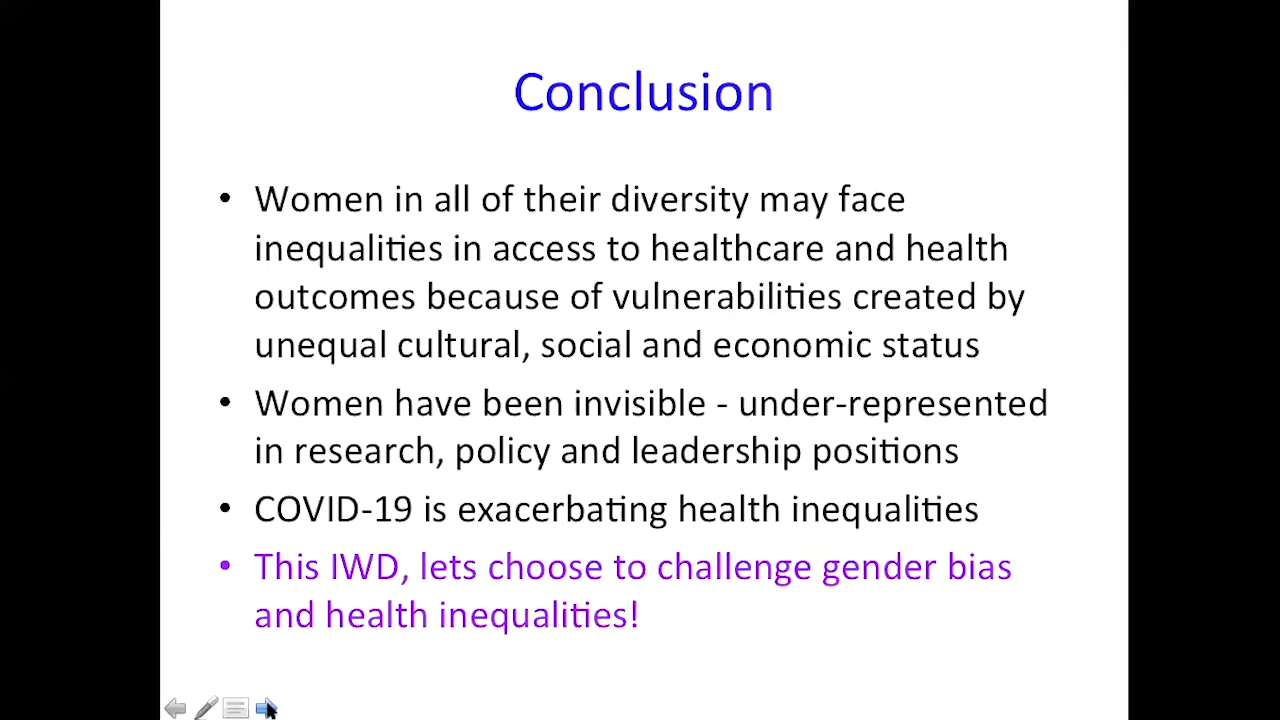 Conclusion
• Women in all of their diversity may face
inequalities in access to healthcare and health
outcomes because of vulnerabilities created by
unequal cultural, social and economic status
• Women have been invisible - under-represented
in research, policy and leadership positions
• COVID-19 is exacerbating health inequalities
• This IWD, lets choose to challenge gender bias
and health inequalities!